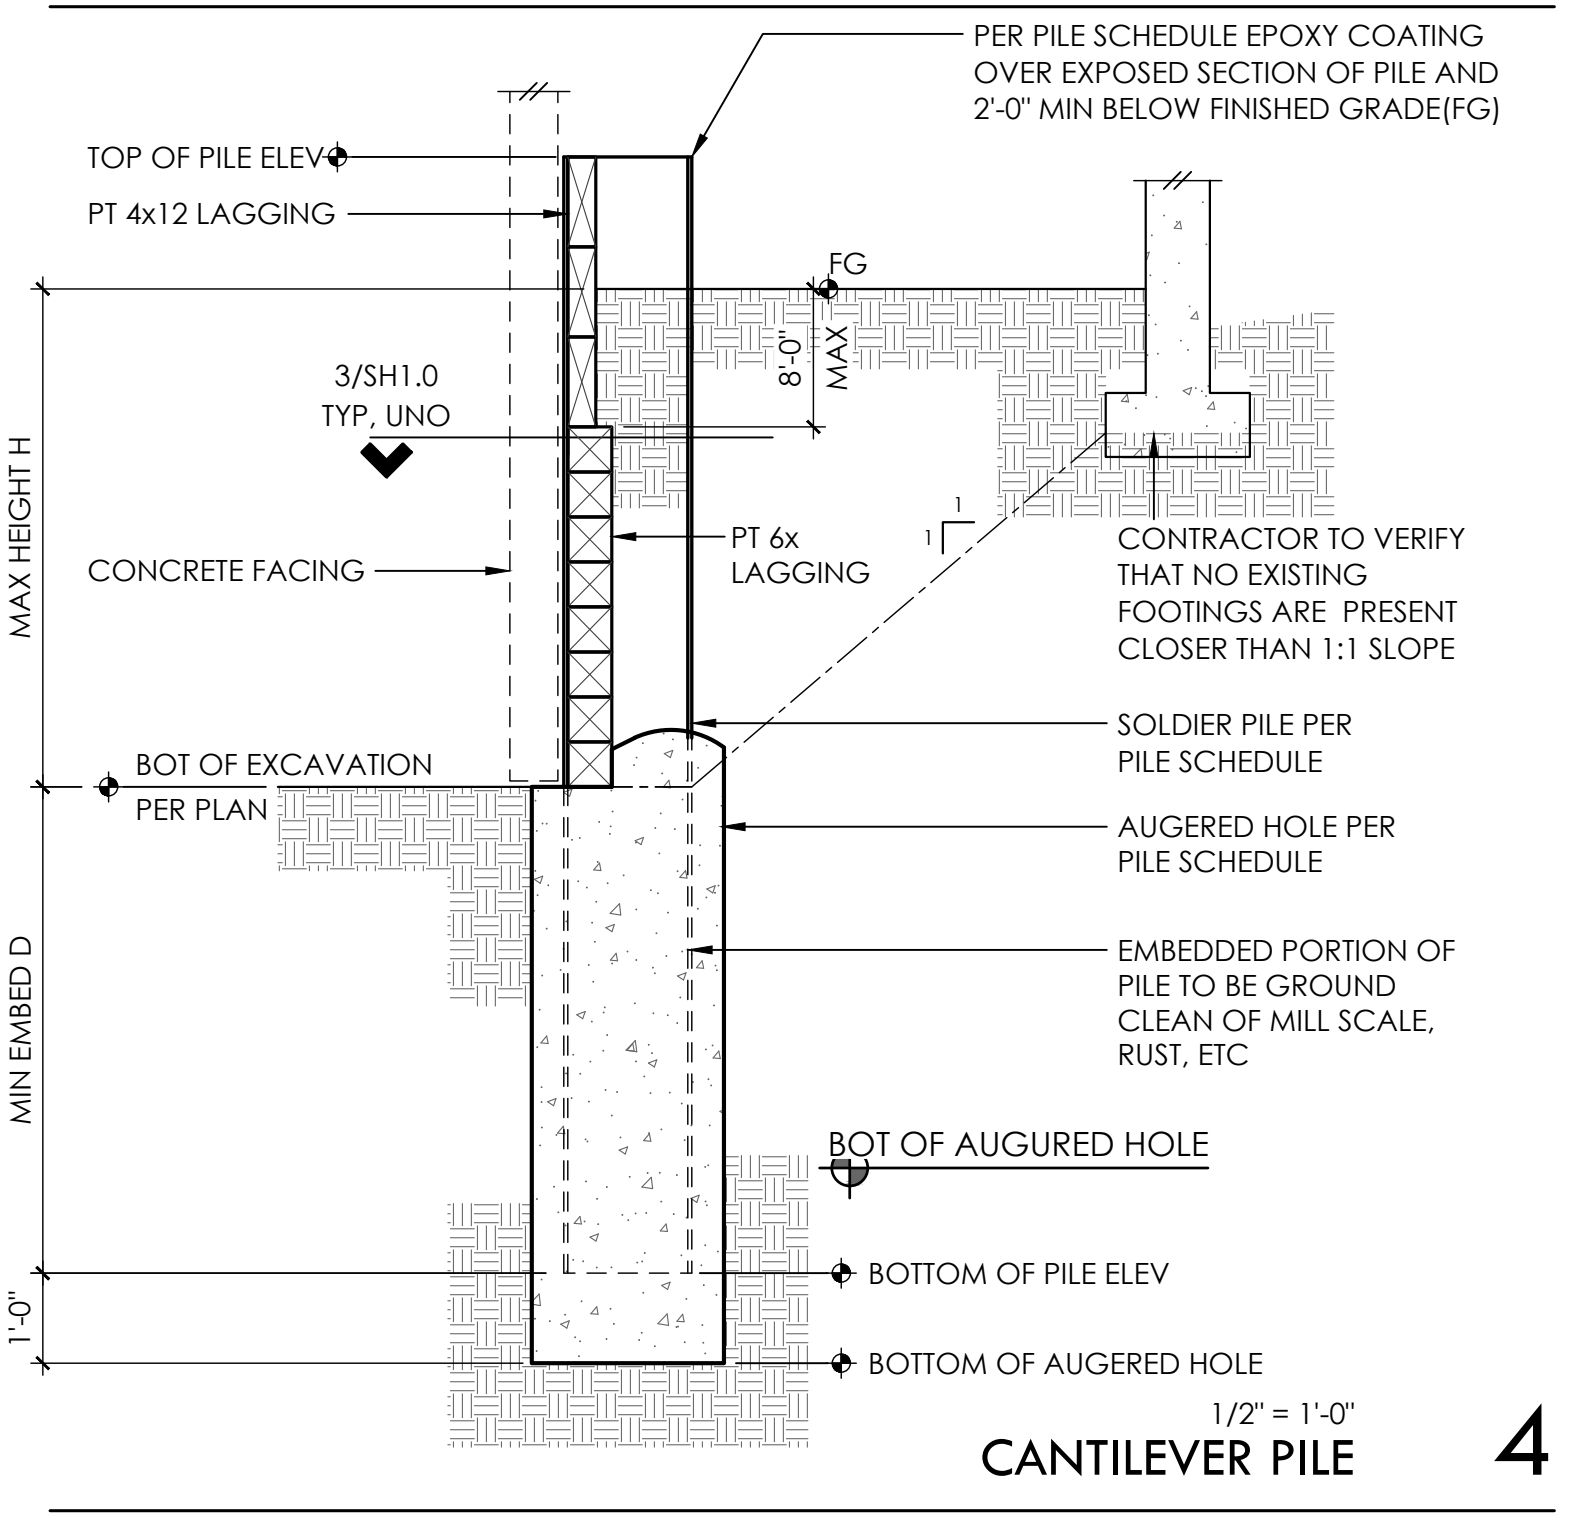 PER PILE SCHEDULE EPOXY COATING
OVER EXPOSED SECTION OF PILE AND
2'-0" MIN BELOW FINISHED GRADE(FG)
TOP OF PILE ELEV
PT 4x12 LAGGING
FG
8'-0"
MAX
3/SH1.0
TYP, UNO
MAX HEIGHT H
CONCRETE FACING
PT 6x
LAGGING
1
1
CONTRACTOR TO VERIFY
THAT NO EXISTING
FOOTINGS ARE PRESENT
CLOSER THAN 1:1 SLOPE
SOLDIER PILE PER
PILE SCHEDULE
BOT OF EXCAVATION
PER PLAN
AUGERED HOLE PER
PILE SCHEDULE
MIN EMBED D
EMBEDDED PORTION OF
PILE TO BE GROUND
CLEAN OF MILL SCALE,
RUST, ETC
BOT OF AUGURED HOLE
BOTTOM OF PILE ELEV
1'-0"
BOTTOM OF AUGERED HOLE
1/2" = 1'-0"
CANTILEVER PILE
4